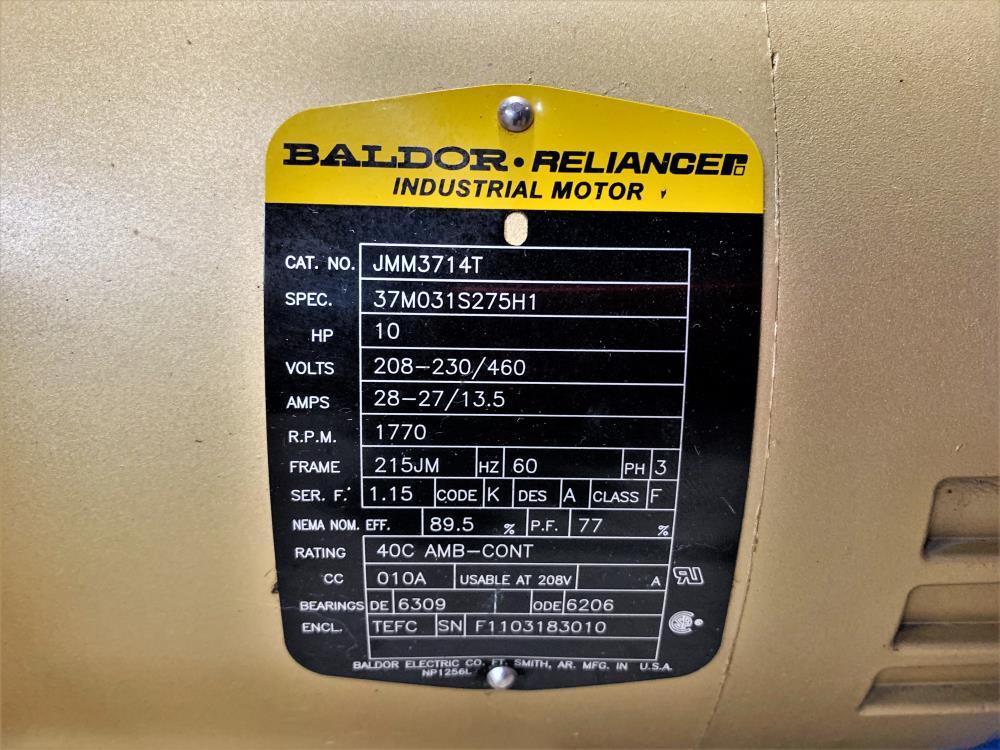 BALDOR • RELIANCER
INDUSTRIAL MOTOR
CAT. NO. JMM3714T
SPEC. 37M031S275H1
HP 10
VOLTS 208-230/460
AMPS 28-27/13.5
R.P.M. 1770
FRAME 215JM HZ 60 PH 3
SER. F. 1.15 CODE K DES A CLASS F
NEMA NOM. EFF. 89.5 % P.F. 77 %
RATING 40C AMB-CONT
CC 010A USABLE AT 208V A
BEARINGS DE 6309 ODE 6206
ENCL. TEFC SN F1103183010
BALDOR ELECTRIC CO. FT. SMITH, AR. MFG. IN U.S.A.
NP1256L